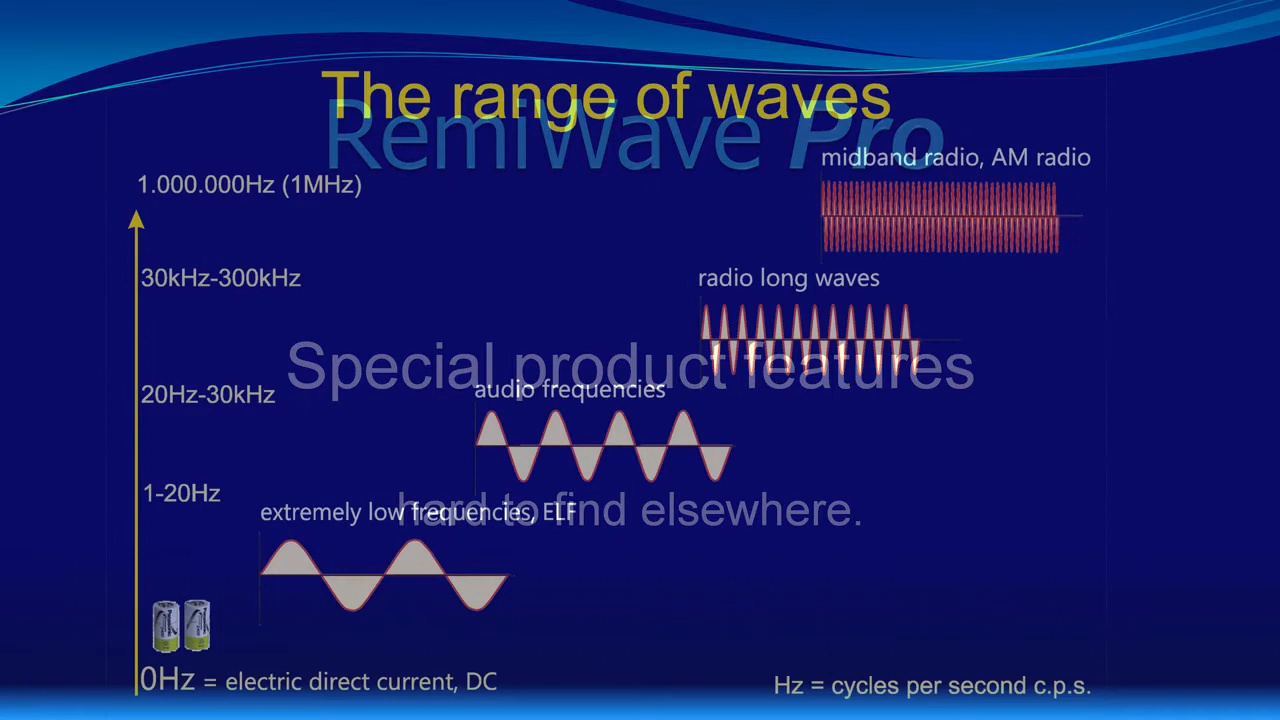 The range of waves
RemiWave Pro
midband radio, AM radio
1.000.000Hz (1MHz)
30kHz-300kHz
radio long waves
Special product features
audio frequencies
20Hz-30kHz
1-20Hz
extremely low frequencies, ELF
hard to find elsewhere.
0Hz = electric direct current, DC
Hz = cycles per second c.p.s.